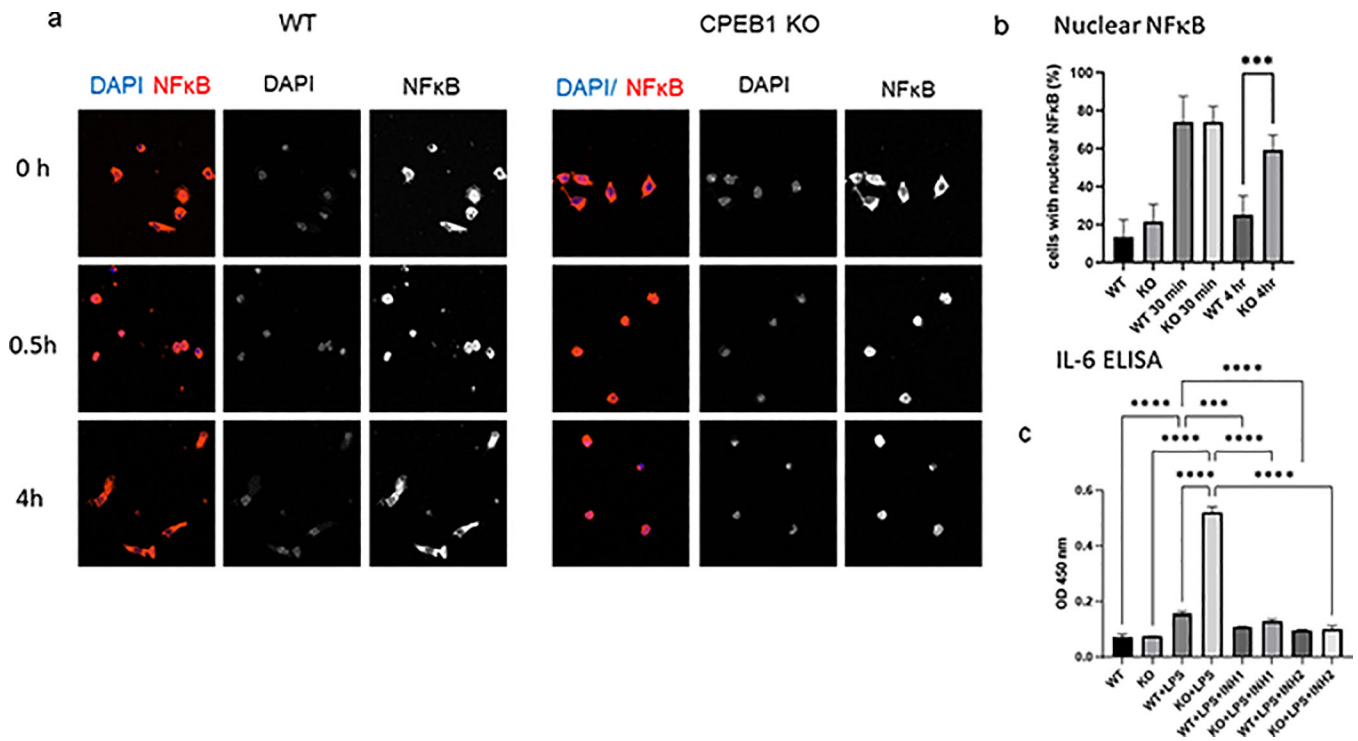 a
WT
CPEB1 KO
DAPI NFκB
DAPI
NFκB
DAPI/ NFκB
DAPI
NFκB
0 h
0.5h
4h
b
Nuclear NFκB
cells with nuclear NFκB (%)
100
80
60
40
20
0
***
WT
KO
WT 30 min
KO 30 min
WT 4 hr
KO 4hr
IL-6 ELISA
c
****
**** ***
**** ****
**** ****
OD 450 nm
0.6
0.4
0.2
0.0
WT
KO
WT+LPS
KO+LPS
WT+LPS+INH1
KO+LPS+INH1
WT+LPS+INH2
KO+LPS+INH2